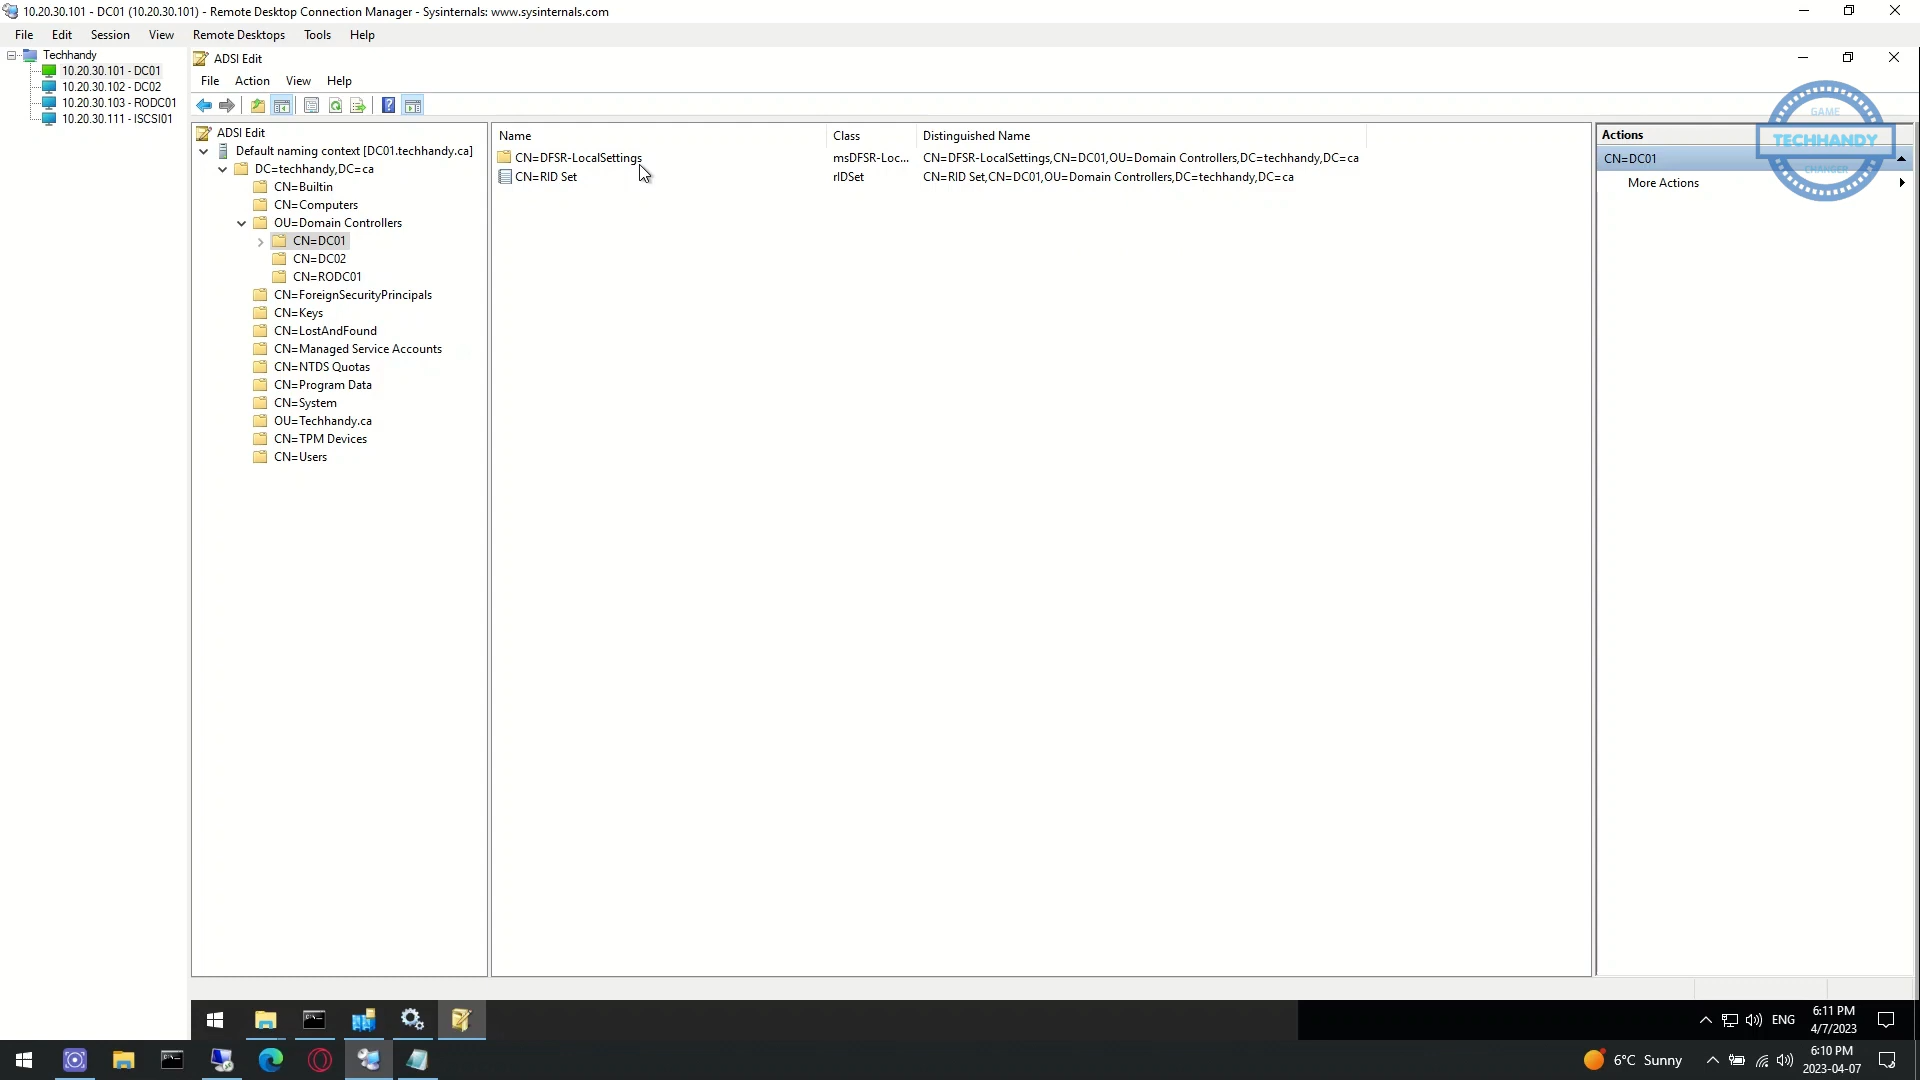 10.20.30.101 - DC01 (10.20.30.101) - Remote Desktop Connection Manager - Sysinternals: www.sysinternals.com
File Edit Session View Remote Desktops Tools Help
Techhandy
10.20.30.101 - DC01
10.20.30.102 - DC02
10.20.30.103 - RODC01
10.20.30.111 - ISCSI01
ADSI Edit
File Action View Help
ADSI Edit
Default naming context [DC01.techhandy.ca]
DC=techhandy,DC=ca
CN=Builtin
CN=Computers
OU=Domain Controllers
CN=DC01
CN=DC02
CN=RODC01
CN=ForeignSecurityPrincipals
CN=Keys
CN=LostAndFound
CN=Managed Service Accounts
CN=NTDS Quotas
CN=Program Data
CN=System
OU=Techhandy.ca
CN=TPM Devices
CN=Users
Name Class Distinguished Name
CN=DFSR-LocalSettings msDFSR-Loc... CN=DFSR-LocalSettings,CN=DC01,OU=Domain Controllers,DC=techhandy,DC=ca
CN=RID Set rIDSet CN=RID Set,CN=DC01,OU=Domain Controllers,DC=techhandy,DC=ca
Actions
CN=DC01
More Actions
GAME
TECHHANDY
CHANGER
ENG
6:11 PM
4/7/2023
6°C Sunny
6:10 PM
2023-04-07